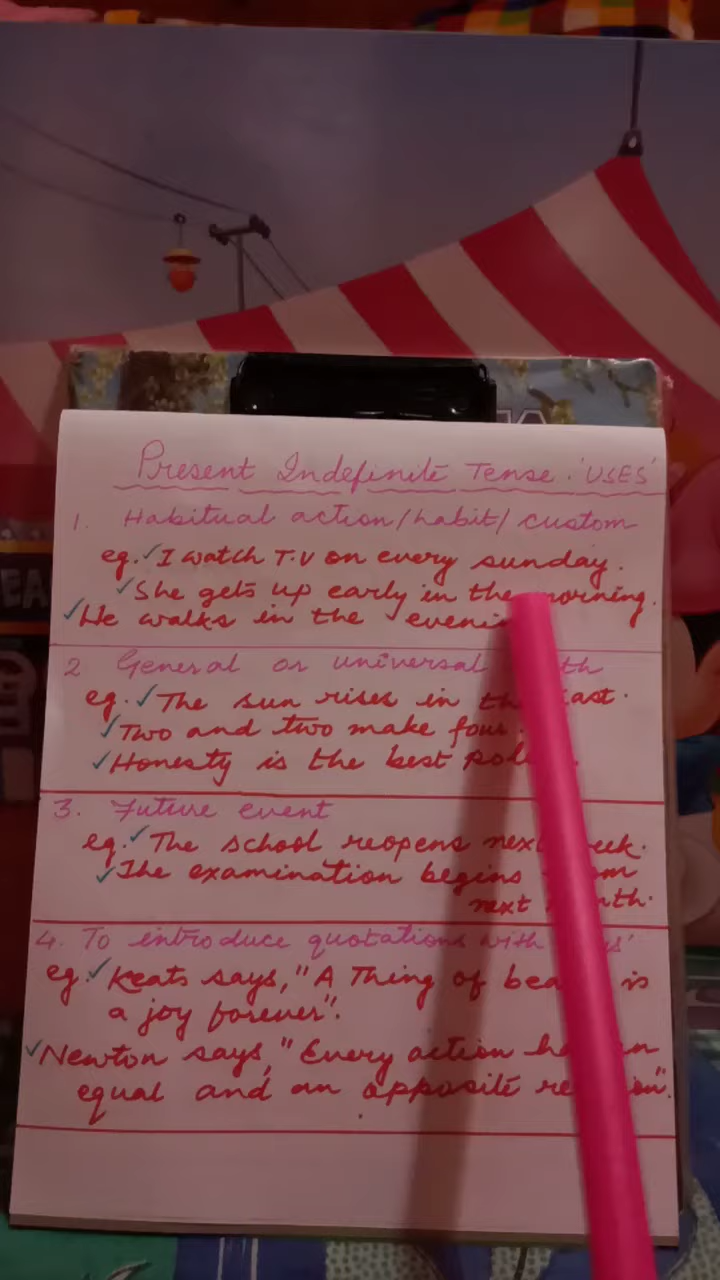 Present Indefinite Tense. 'USES'
1. Habitual action/habit/custom
eg. ✓ I watch T.V on every sunday.
✓ She gets up early in the morning.
✓ He walks in the
2 General or universal
eg. ✓ The sun rises in
✓ Two and two make four.
✓ Honesty is the best
3. Future event
eg. ✓ The school reopens next
✓ The examination begins
next
4. To introduce quotations with
eg. ✓ Keats says, "A Thing of is
a joy forever".
✓ Newton says, "Every action
equal and an opposite